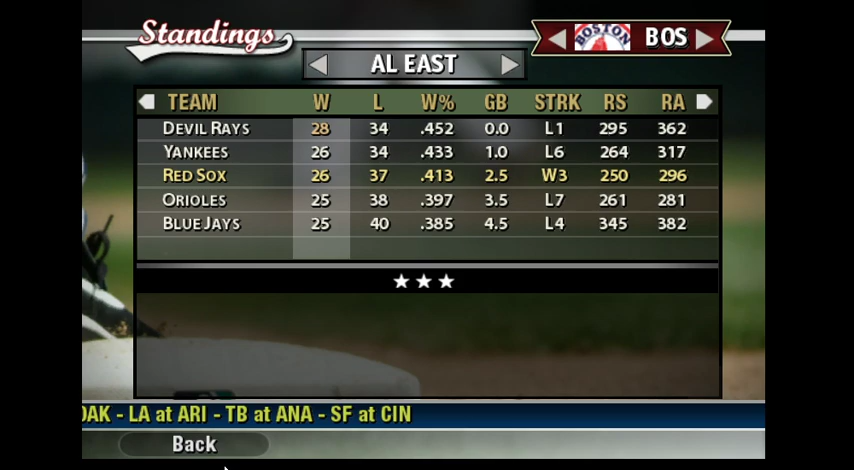 Standings
BOSTON BOS
AL EAST
TEAM W L W% GB STRK RS RA
DEVIL RAYS 28 34 .452 0.0 L1 295 362
YANKEES 26 34 .433 1.0 L6 264 317
RED SOX 26 37 .413 2.5 W3 250 296
ORIOLES 25 38 .397 3.5 L7 261 281
BLUE JAYS 25 40 .385 4.5 L4 345 382
OAK - LA at ARI - TB at ANA - SF at CIN
Back